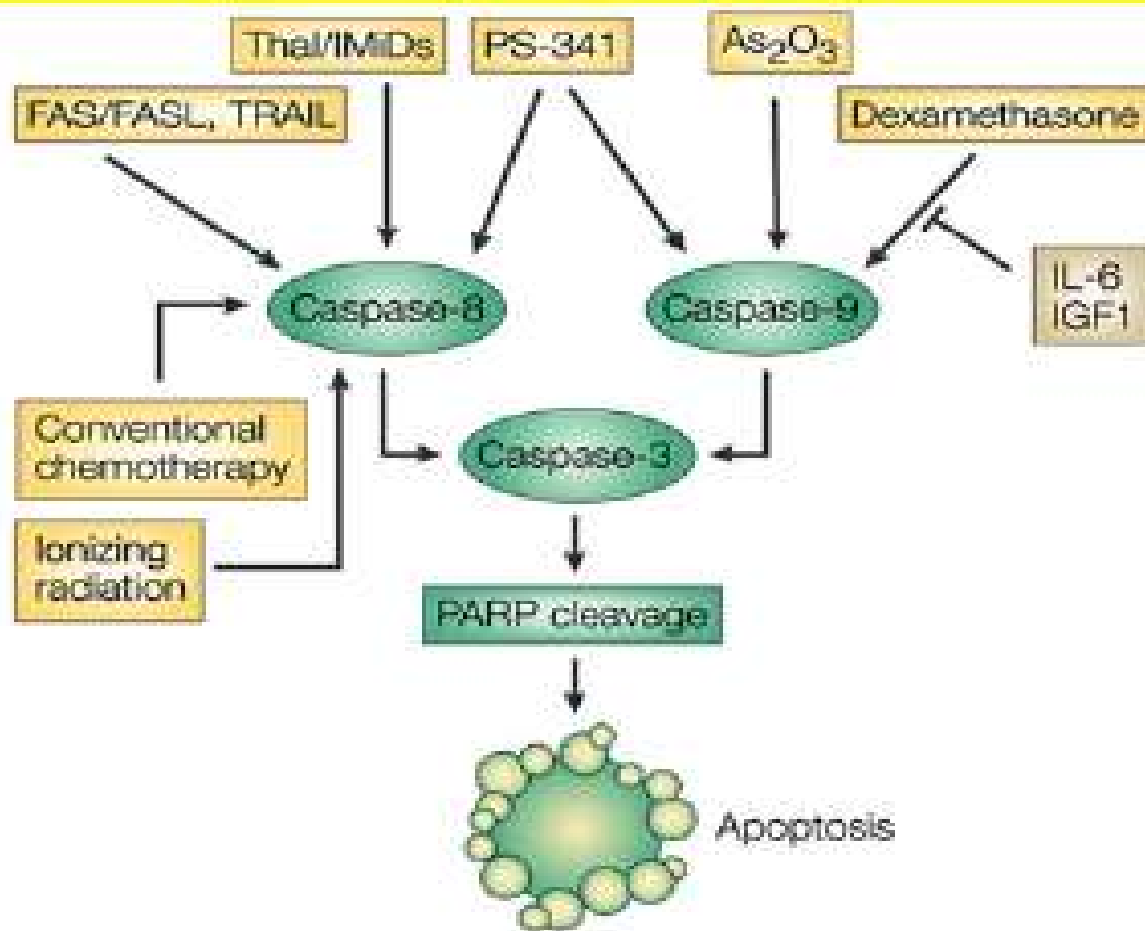 Thal/IMiDs
PS-341
As₂O₃
FAS/FASL, TRAIL
Dexamethasone
IL-6
IGF1
Caspase-8
Caspase-9
Conventional
chemotherapy
Caspase-3
Ionizing
radiation
PARP cleavage
Apoptosis